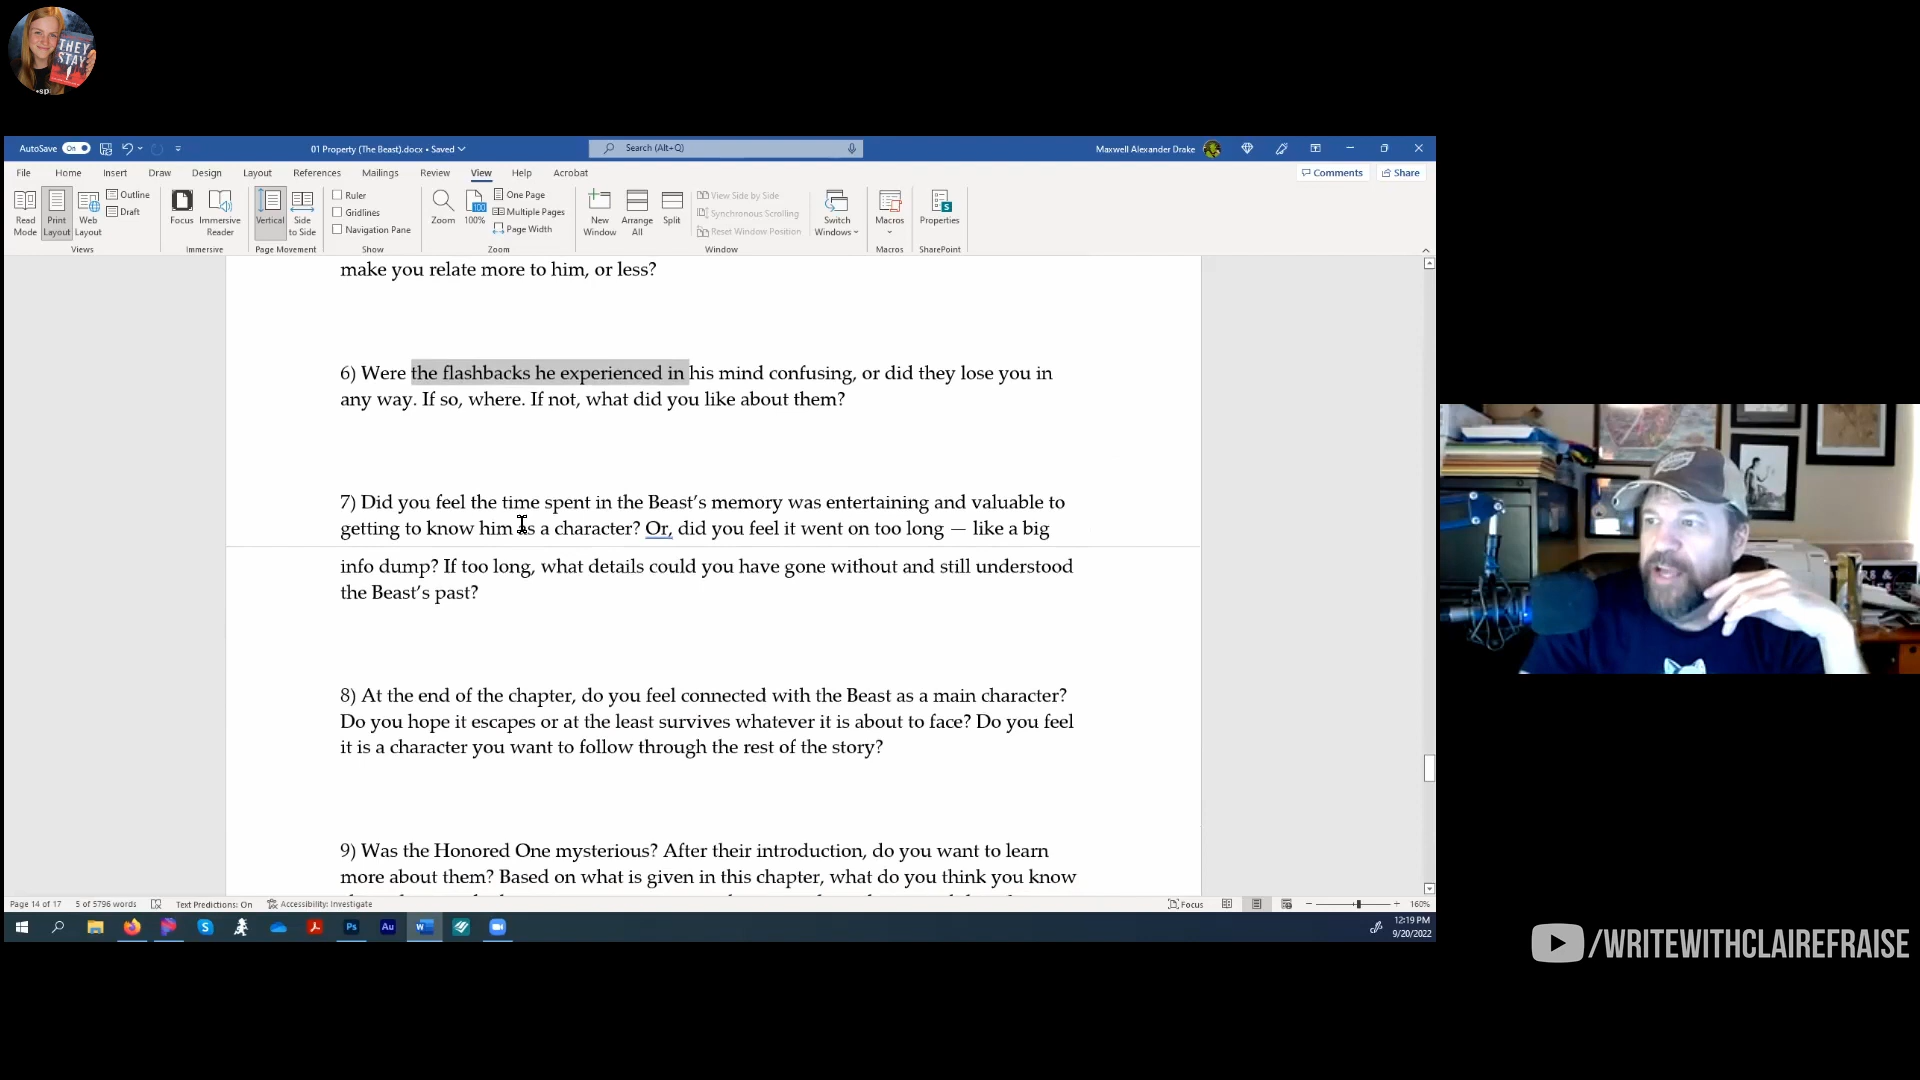 THEY
STAY
AutoSave On 01 Property (The Beast).docx • Saved Search (Alt+Q) Maxwell Alexander Drake
File Home Insert Draw Design Layout References Mailings Review View Help Acrobat Comments Share
Read Mode Print Layout Web Layout Outline Draft Focus Immersive Reader Vertical Side to Side Ruler Gridlines Navigation Pane Zoom 100% One Page Multiple Pages Page Width New Window Arrange All Split View Side by Side Synchronous Scrolling Reset Window Position Switch Windows Macros Properties
Views Immersive Page Movement Show Zoom Window Macros SharePoint
make you relate more to him, or less?
6) Were the flashbacks he experienced in his mind confusing, or did they lose you in
any way. If so, where. If not, what did you like about them?
7) Did you feel the time spent in the Beast’s memory was entertaining and valuable to
getting to know him as a character? Or, did you feel it went on too long — like a big
info dump? If too long, what details could you have gone without and still understood
the Beast’s past?
8) At the end of the chapter, do you feel connected with the Beast as a main character?
Do you hope it escapes or at the least survives whatever it is about to face? Do you feel
it is a character you want to follow through the rest of the story?
9) Was the Honored One mysterious? After their introduction, do you want to learn
more about them? Based on what is given in this chapter, what do you think you know
Page 14 of 17 5 of 5796 words Text Predictions: On Accessibility: Investigate Focus 160%
Ps Au 12:19 PM
9/20/2022
/WRITEWITHCLAIREFRAISE